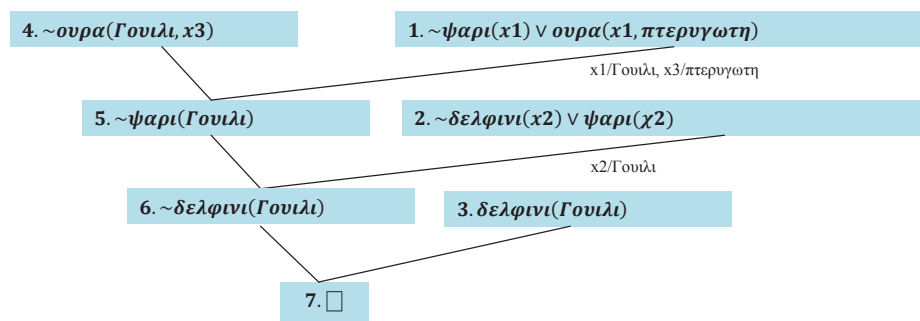 4. ~ουρα(Γουιλι, x3)
1. ~ψαρι(x1) ∨ ουρα(x1, πτερυγωτη)
x1/Γουιλι, x3/πτερυγωτη
5. ~ψαρι(Γουιλι)
2. ~δελφινι(x2) ∨ ψαρι(χ2)
x2/Γουιλι
6. ~δελφινι(Γουιλι)
3. δελφινι(Γουιλι)
7. □